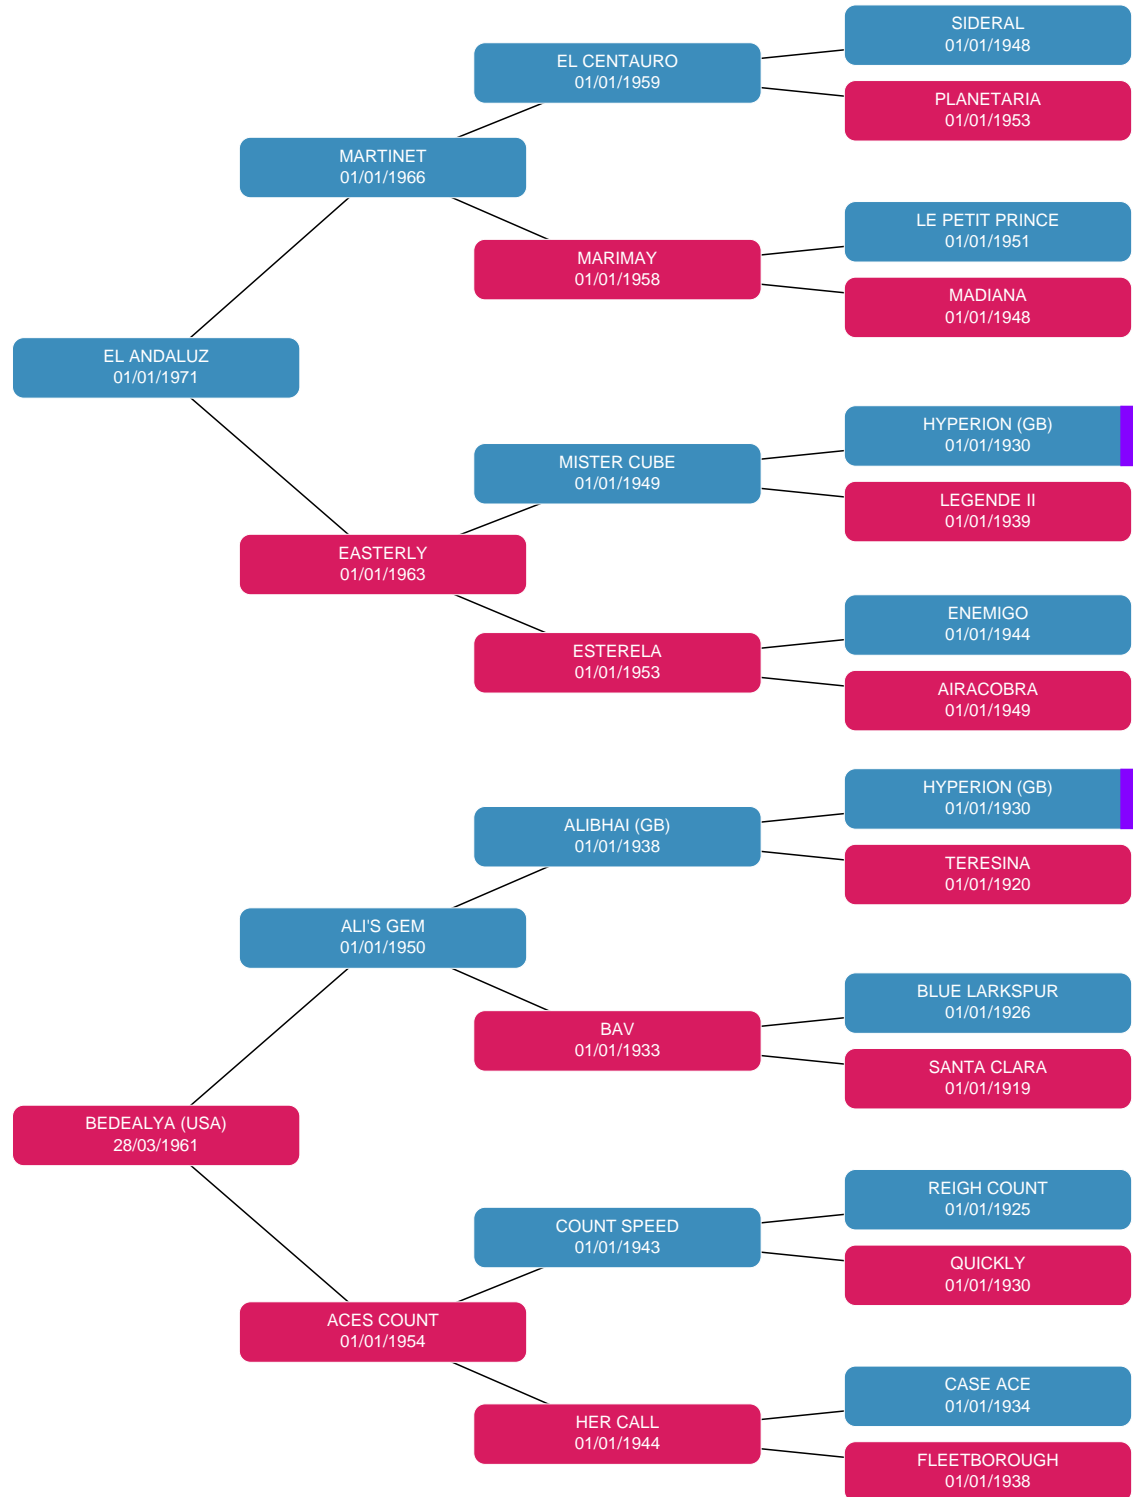 SIDERAL
01/01/1948
EL CENTAURO
01/01/1959
PLANETARIA
01/01/1953
MARTINET
01/01/1966
LE PETIT PRINCE
01/01/1951
MARIMAY
01/01/1958
MADIANA
01/01/1948
EL ANDALUZ
01/01/1971
HYPERION (GB)
01/01/1930
MISTER CUBE
01/01/1949
LEGENDE II
01/01/1939
EASTERLY
01/01/1963
ENEMIGO
01/01/1944
ESTERELA
01/01/1953
AIRACOBRA
01/01/1949
HYPERION (GB)
01/01/1930
ALIBHAI (GB)
01/01/1938
TERESINA
01/01/1920
ALI'S GEM
01/01/1950
BLUE LARKSPUR
01/01/1926
BAV
01/01/1933
SANTA CLARA
01/01/1919
BEDEALYA (USA)
28/03/1961
REIGH COUNT
01/01/1925
COUNT SPEED
01/01/1943
QUICKLY
01/01/1930
ACES COUNT
01/01/1954
CASE ACE
01/01/1934
HER CALL
01/01/1944
FLEETBOROUGH
01/01/1938